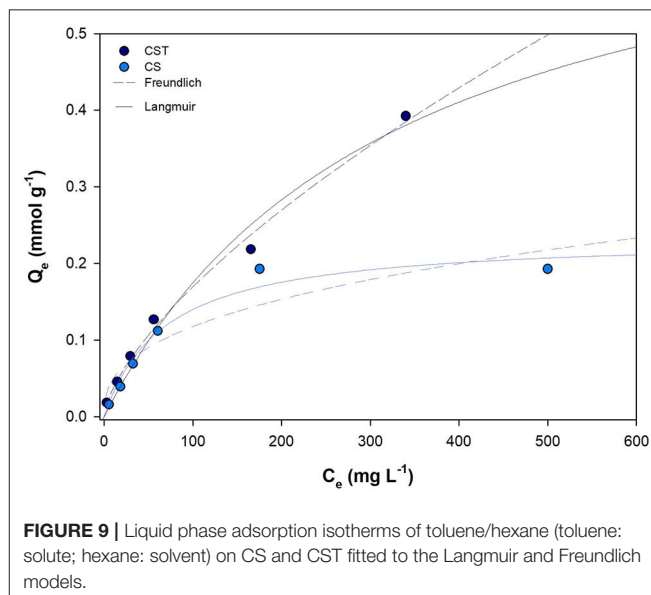 0.5
CST
CS
Freundlich
Langmuir
0.4
0.3
0.2
0.1
0.0
Qₑ (mmol g⁻¹)
0 100 200 300 400 500 600
Cₑ (mg L⁻¹)
FIGURE 9 | Liquid phase adsorption isotherms of toluene/hexane (toluene:
solute; hexane: solvent) on CS and CST fitted to the Langmuir and Freundlich
models.